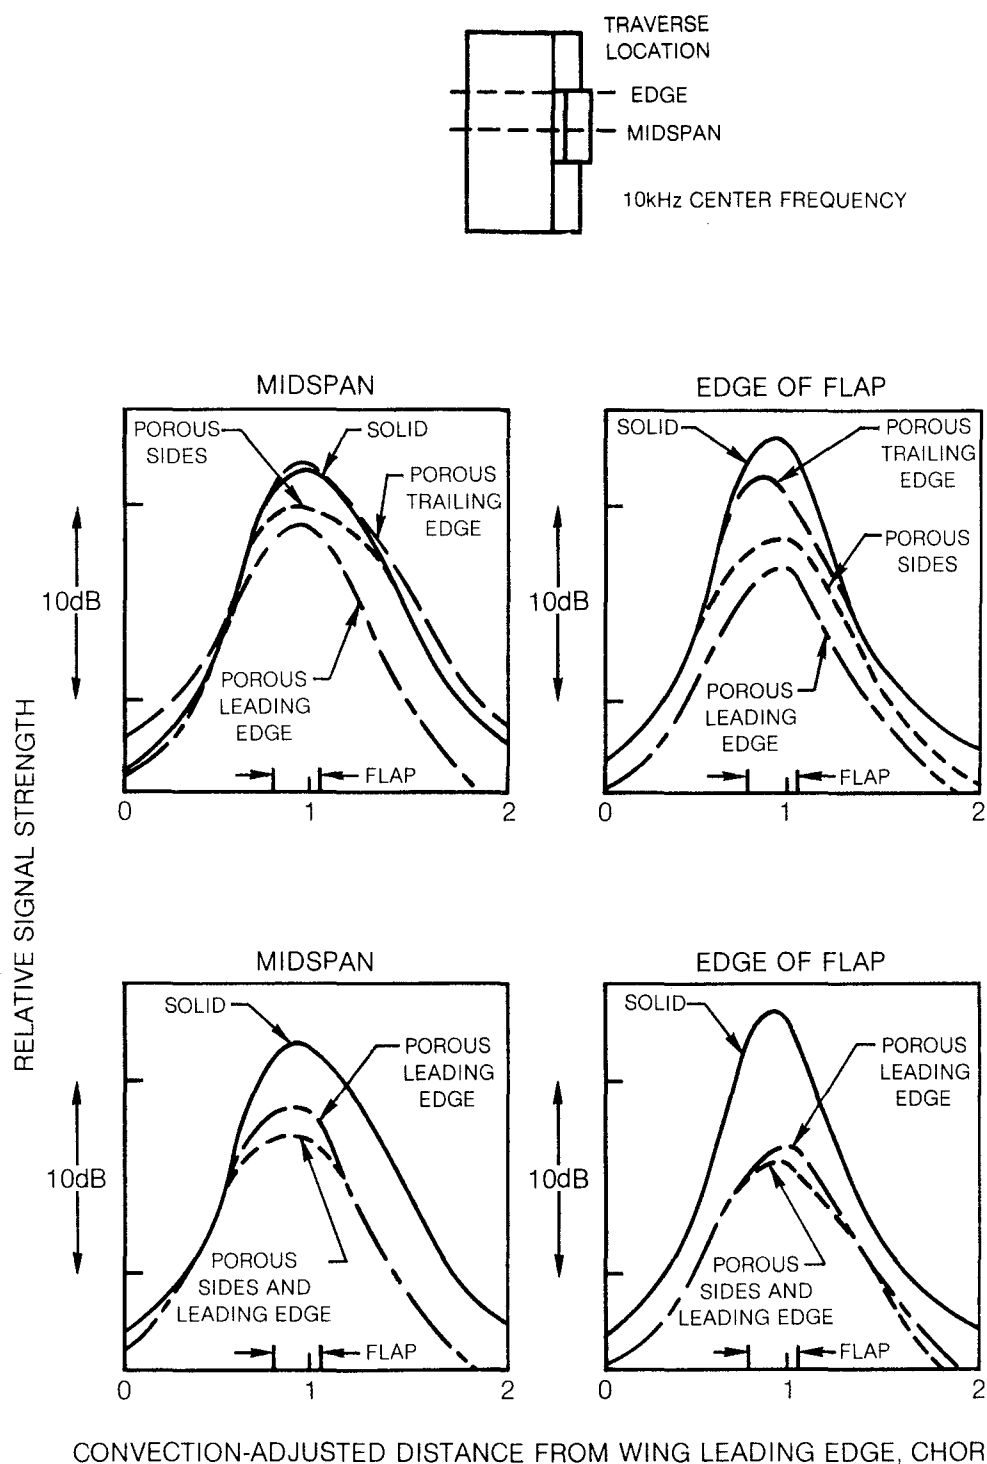 TRAVERSE
LOCATION
EDGE
MIDSPAN
10kHz CENTER FREQUENCY
MIDSPAN
POROUS
SIDES
SOLID
POROUS
TRAILING
EDGE
10dB
POROUS
LEADING
EDGE
FLAP
0
1
2
EDGE OF FLAP
SOLID
POROUS
TRAILING
EDGE
POROUS
SIDES
10dB
POROUS
LEADING
EDGE
FLAP
0
1
2
RELATIVE SIGNAL STRENGTH
MIDSPAN
SOLID
POROUS
LEADING
EDGE
10dB
POROUS
SIDES AND
LEADING EDGE
FLAP
0
1
2
EDGE OF FLAP
SOLID
POROUS
LEADING
EDGE
10dB
POROUS
SIDES AND
LEADING EDGE
FLAP
0
1
2
CONVECTION-ADJUSTED DISTANCE FROM WING LEADING EDGE, CHOR